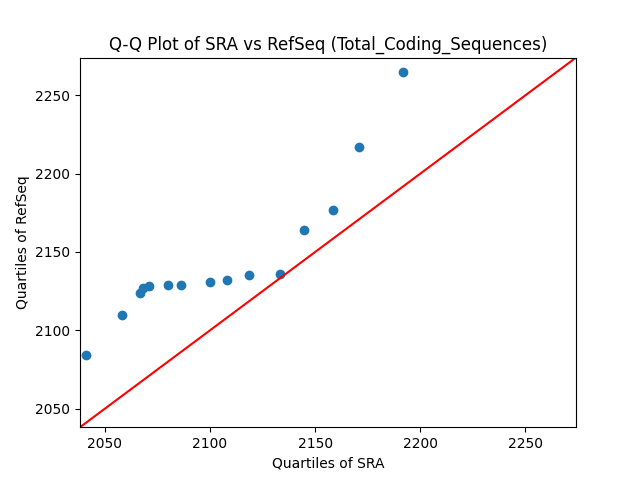 Q-Q Plot of SRA vs RefSeq (Total_Coding_Sequences)
Quartiles of RefSeq
2250
2200
2150
2100
2050
2050 2100 2150 2200 2250
Quartiles of SRA